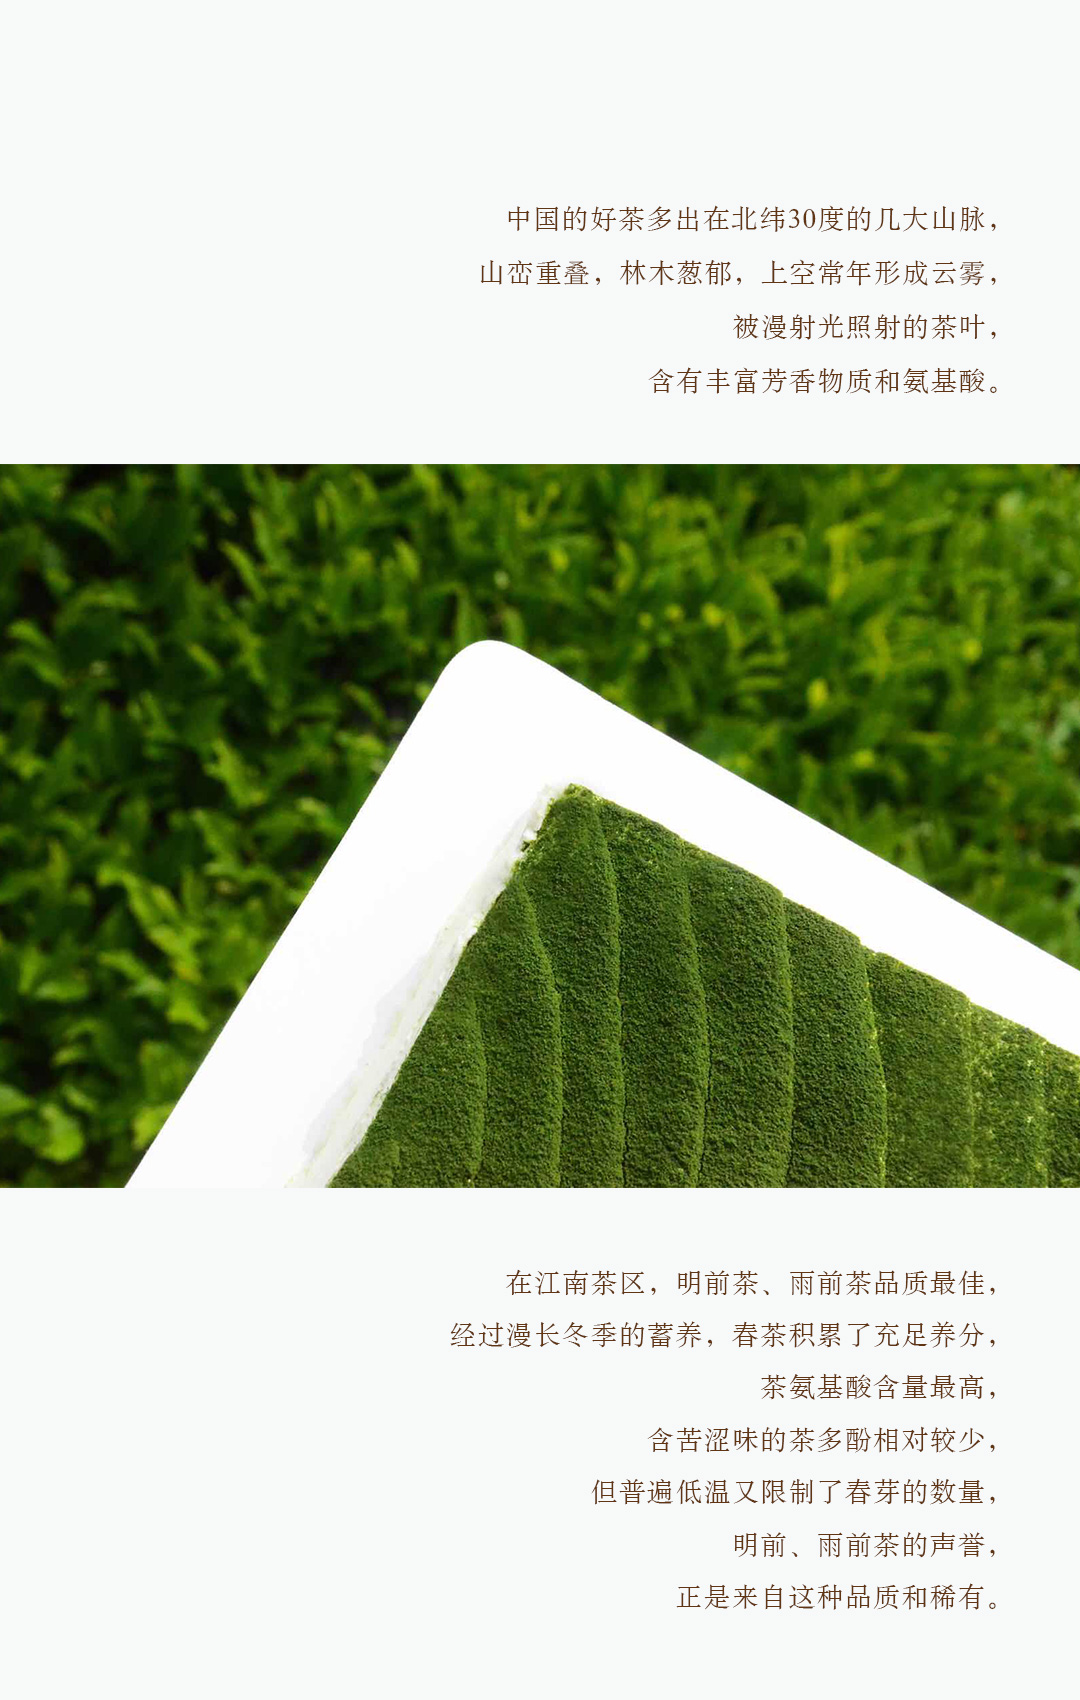 中国的好茶多出在北纬30度的几大山脉，
山峦重叠，林木葱郁，上空常年形成云雾，
被漫射光照射的茶叶，
含有丰富芳香物质和氨基酸。
在江南茶区，明前茶、雨前茶品质最佳，
经过漫长冬季的蓄养，春茶积累了充足养分，
茶氨基酸含量最高，
含苦涩味的茶多酚相对较少，
但普遍低温又限制了春芽的数量，
明前、雨前茶的声誉，
正是来自这种品质和稀有。